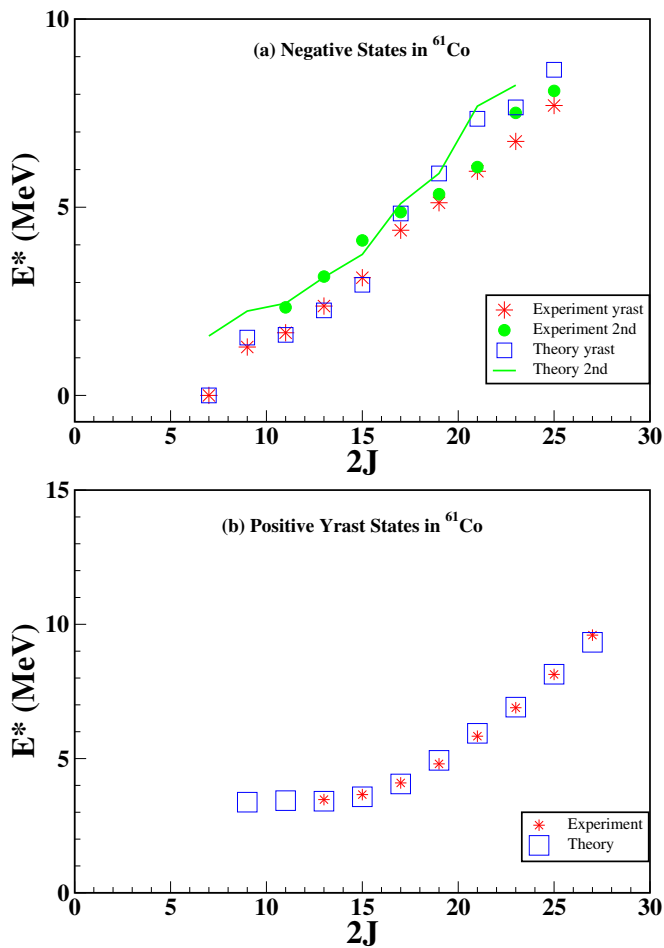 10
(a) Negative States in ⁶¹Co
E* (MeV)
5
Experiment yrast
Experiment 2nd
Theory yrast
Theory 2nd
0
0 5 10 15 20 25 30
2J
15
(b) Positive Yrast States in ⁶¹Co
10
E* (MeV)
5
Experiment
Theory
0
0 5 10 15 20 25 30
2J